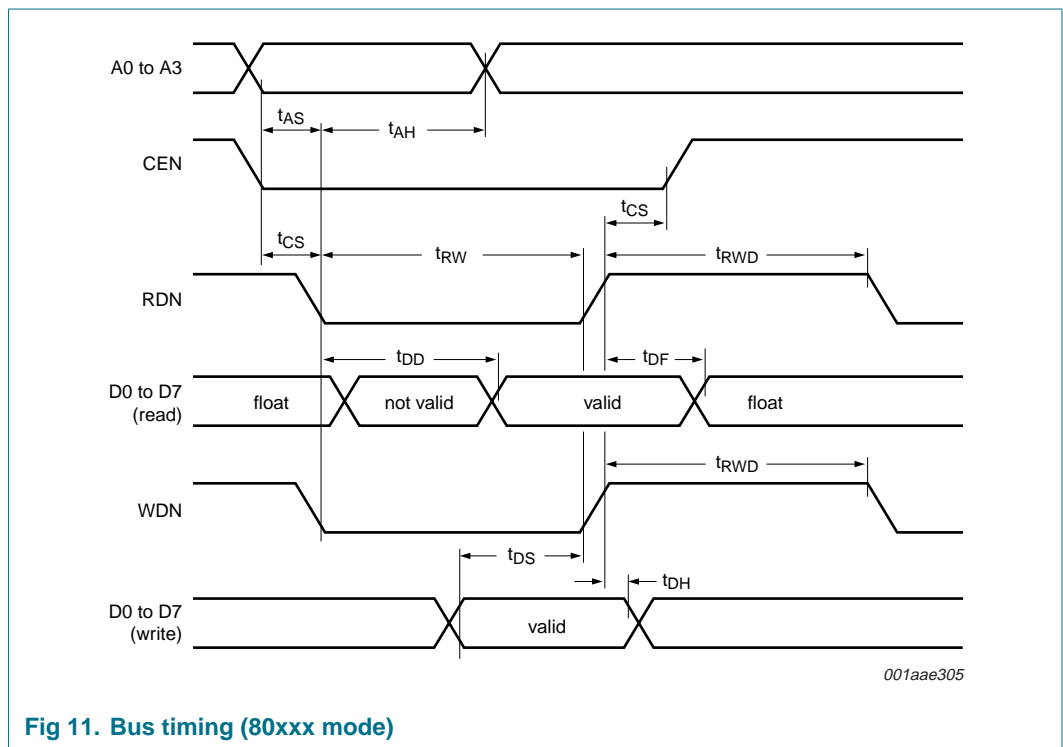 A0 to A3
tAS
tAH
CEN
tCS
tCS
tRW
tRWD
RDN
tDD
tDF
D0 to D7
(read)
float
not valid
valid
float
tRWD
WDN
tDS
tDH
D0 to D7
(write)
valid
001aae305
Fig 11. Bus timing (80xxx mode)